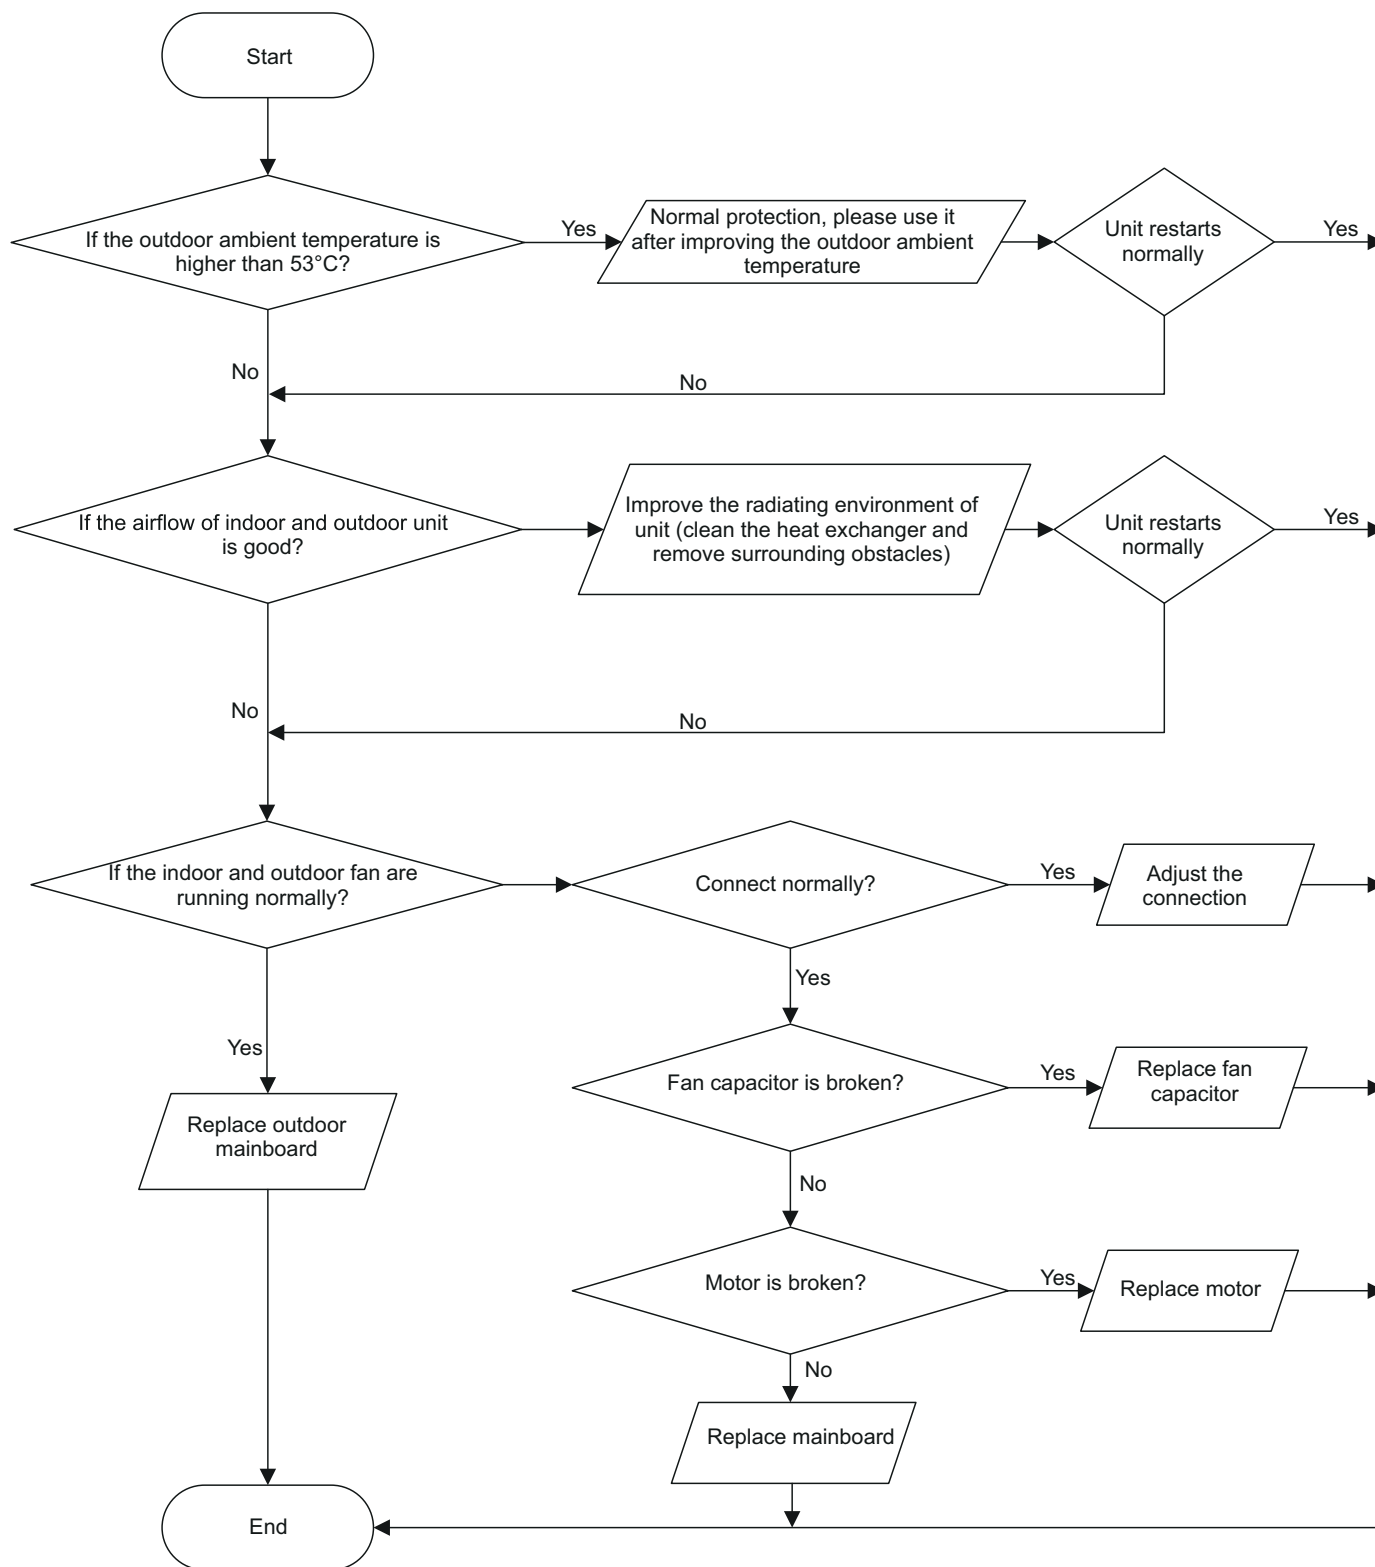 Start
If the outdoor ambient temperature is
higher than 53°C?
Yes
Normal protection, please use it
after improving the outdoor ambient
temperature
Unit restarts
normally
Yes
No
No
If the airflow of indoor and outdoor unit
is good?
Improve the radiating environment of
unit (clean the heat exchanger and
remove surrounding obstacles)
Unit restarts
normally
Yes
No
No
If the indoor and outdoor fan are
running normally?
Connect normally?
Yes
Adjust the
connection
Yes
Yes
Fan capacitor is broken?
Yes
Replace fan
capacitor
Replace outdoor
mainboard
No
Motor is broken?
Yes
Replace motor
No
Replace mainboard
End